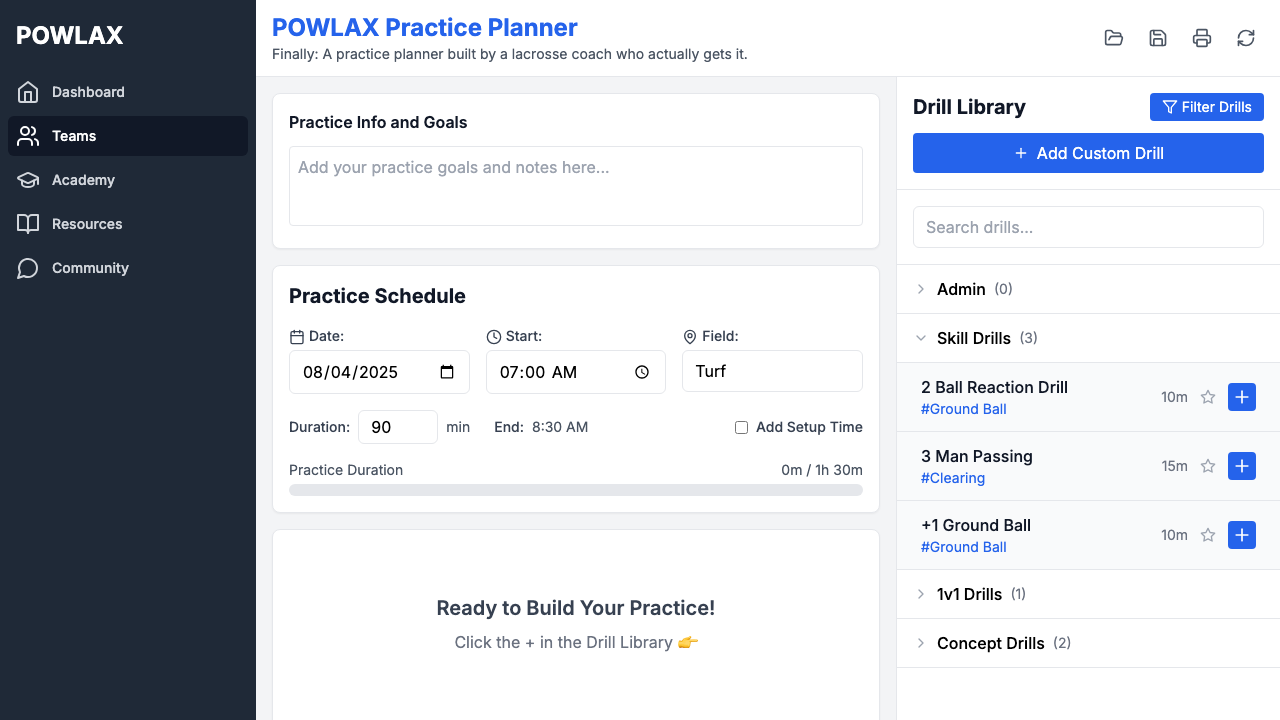 POWLAX
Dashboard
Teams
Academy
Resources
Community
POWLAX Practice Planner
Finally: A practice planner built by a lacrosse coach who actually gets it.
Practice Info and Goals
Add your practice goals and notes here...
Practice Schedule
Date:
08/04/2025
Start:
07:00 AM
Field:
Turf
Duration: 90 min End: 8:30 AM
Add Setup Time
Practice Duration 0m / 1h 30m
Ready to Build Your Practice!
Click the + in the Drill Library 👉
Drill Library
Filter Drills
+ Add Custom Drill
Search drills...
Admin (0)
Skill Drills (3)
2 Ball Reaction Drill 10m
#Ground Ball
3 Man Passing 15m
#Clearing
+1 Ground Ball 10m
#Ground Ball
1v1 Drills (1)
Concept Drills (2)